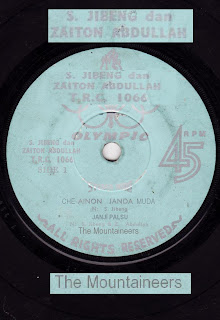 S. JIBENG dan
ZAITON ABDULLAH
S. JIBENG dan
ZAITON ABDULLAH
T.R.C. 1066
OLYMPIC
S. JIBENG dan
ZAITON ABDULLAH
T.R.C. 1066
SIDE 1
45 RPM
CHE AINON JANDA MUDA
(S. Jibeng)
JANJI PALSU
The Mountaineers
ALL RIGHTS RESERVED
The Mountaineers